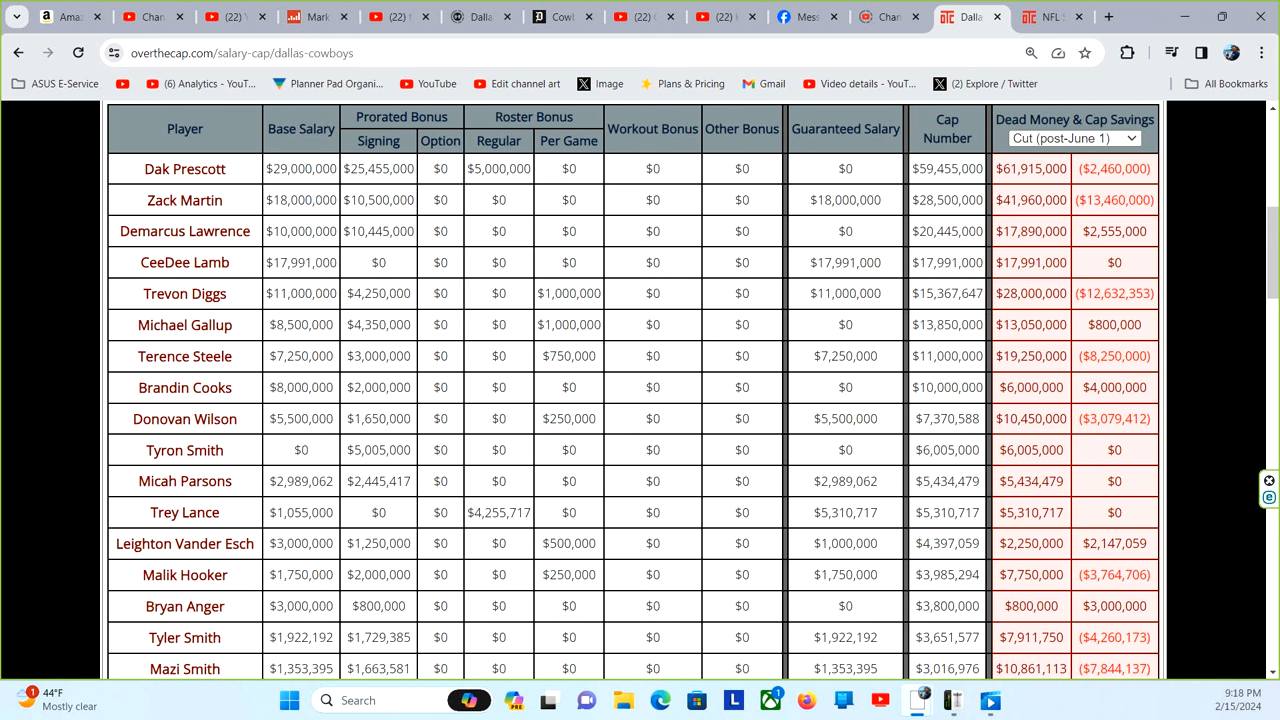 Amaz
Chan
(22)
Mark
(22) f
Dalla
Cowb
(22) C
(22) H
Mess
Chan
Dalla
NFL S
overthecap.com/salary-cap/dallas-cowboys
ASUS E-Service
(6) Analytics - YouT...
Planner Pad Organi...
YouTube
Edit channel art
Image
Plans & Pricing
Gmail
Video details - YouT...
(2) Explore / Twitter
All Bookmarks
Player Base Salary Prorated Bonus Signing Option Roster Bonus Regular Per Game Workout Bonus Other Bonus Guaranteed Salary Cap Number Dead Money & Cap Savings Cut (post-June 1)
Dak Prescott $29,000,000 $25,455,000 $0 $5,000,000 $0 $0 $0 $0 $59,455,000 $61,915,000 ($2,460,000)
Zack Martin $18,000,000 $10,500,000 $0 $0 $0 $0 $0 $18,000,000 $28,500,000 $41,960,000 ($13,460,000)
Demarcus Lawrence $10,000,000 $10,445,000 $0 $0 $0 $0 $0 $0 $20,445,000 $17,890,000 $2,555,000
CeeDee Lamb $17,991,000 $0 $0 $0 $0 $0 $0 $17,991,000 $17,991,000 $17,991,000 $0
Trevon Diggs $11,000,000 $4,250,000 $0 $0 $1,000,000 $0 $0 $11,000,000 $15,367,647 $28,000,000 ($12,632,353)
Michael Gallup $8,500,000 $4,350,000 $0 $0 $1,000,000 $0 $0 $0 $13,850,000 $13,050,000 $800,000
Terence Steele $7,250,000 $3,000,000 $0 $0 $750,000 $0 $0 $7,250,000 $11,000,000 $19,250,000 ($8,250,000)
Brandin Cooks $8,000,000 $2,000,000 $0 $0 $0 $0 $0 $0 $10,000,000 $6,000,000 $4,000,000
Donovan Wilson $5,500,000 $1,650,000 $0 $0 $250,000 $0 $0 $5,500,000 $7,370,588 $10,450,000 ($3,079,412)
Tyron Smith $0 $5,005,000 $0 $0 $0 $0 $0 $0 $6,005,000 $6,005,000 $0
Micah Parsons $2,989,062 $2,445,417 $0 $0 $0 $0 $0 $2,989,062 $5,434,479 $5,434,479 $0
Trey Lance $1,055,000 $0 $0 $4,255,717 $0 $0 $0 $5,310,717 $5,310,717 $5,310,717 $0
Leighton Vander Esch $3,000,000 $1,250,000 $0 $0 $500,000 $0 $0 $1,000,000 $4,397,059 $2,250,000 $2,147,059
Malik Hooker $1,750,000 $2,000,000 $0 $0 $250,000 $0 $0 $1,750,000 $3,985,294 $7,750,000 ($3,764,706)
Bryan Anger $3,000,000 $800,000 $0 $0 $0 $0 $0 $0 $3,800,000 $800,000 $3,000,000
Tyler Smith $1,922,192 $1,729,385 $0 $0 $0 $0 $0 $1,922,192 $3,651,577 $7,911,750 ($4,260,173)
Mazi Smith $1,353,395 $1,663,581 $0 $0 $0 $0 $0 $1,353,395 $3,016,976 $10,861,113 ($7,844,137)
1
44°F
Mostly clear
Search
PRE
1
9:18 PM
2/15/2024